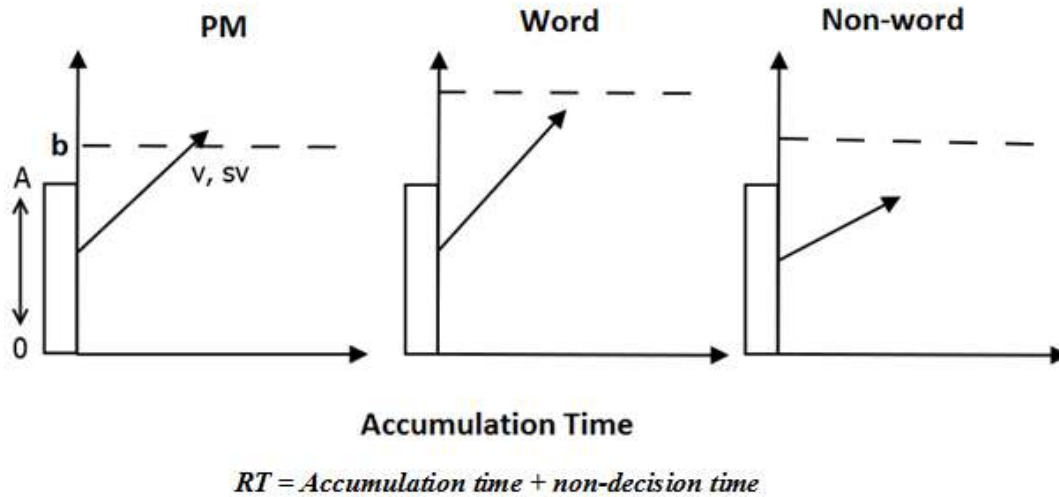 PM
Word
Non-word
b
A
v, sv
0
Accumulation Time
RT = Accumulation time + non-decision time